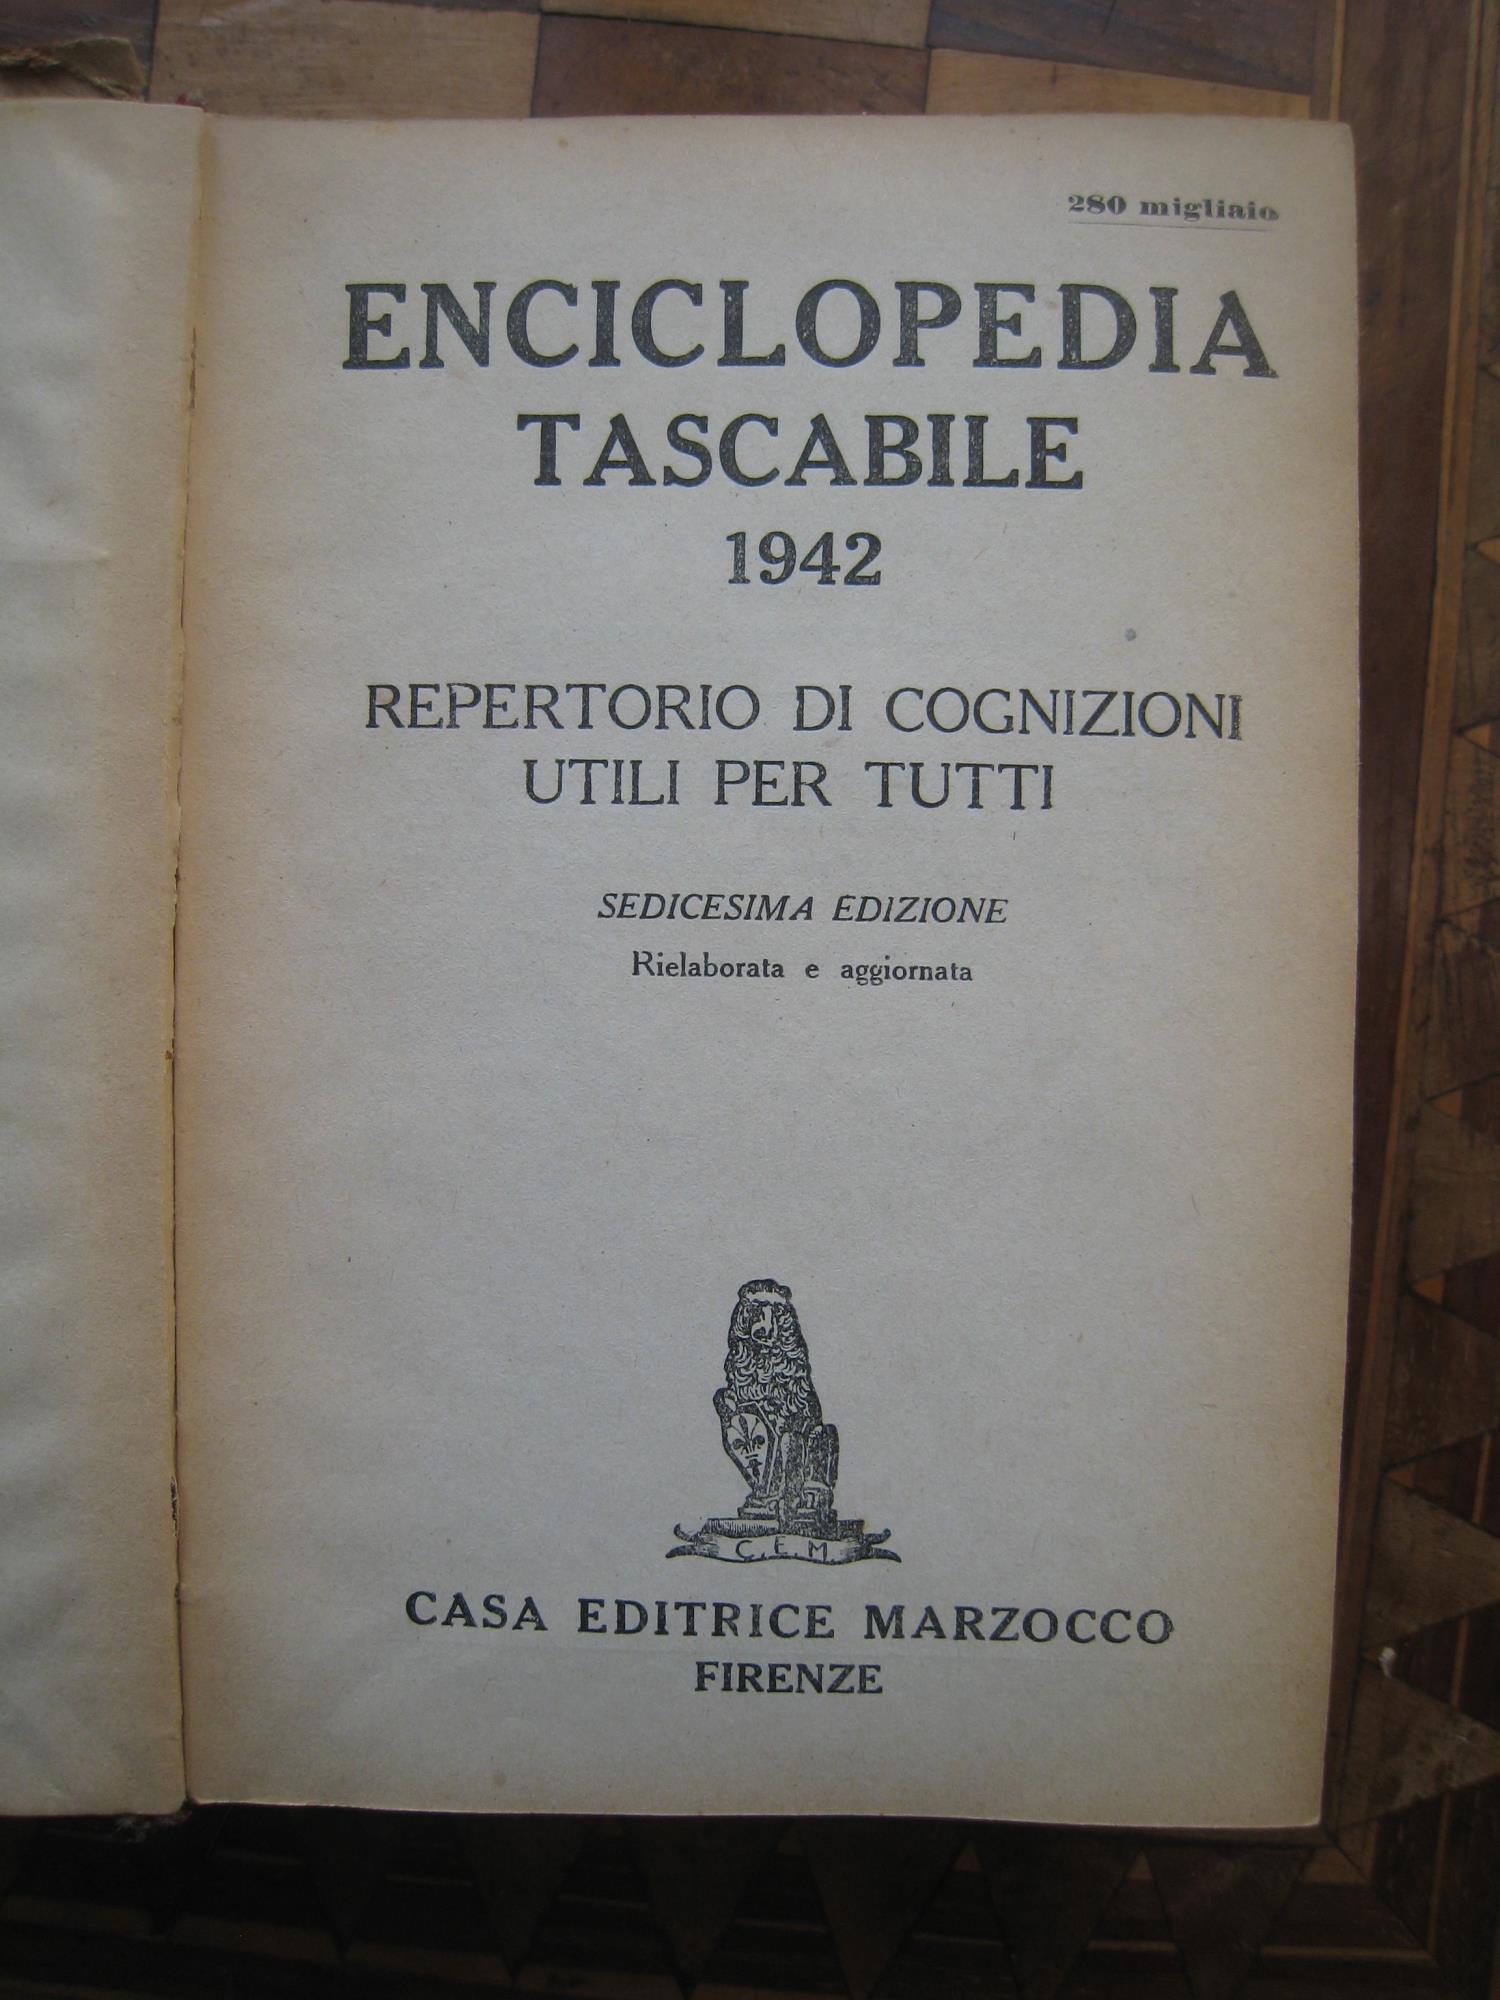 280 migliaio
ENCICLOPEDIA
TASCABILE
1942
REPERTORIO DI COGNIZIONI
UTILI PER TUTTI
SEDICESIMA EDIZIONE
Rielaborata e aggiornata
C.E.M.
CASA EDITRICE MARZOCCO
FIRENZE